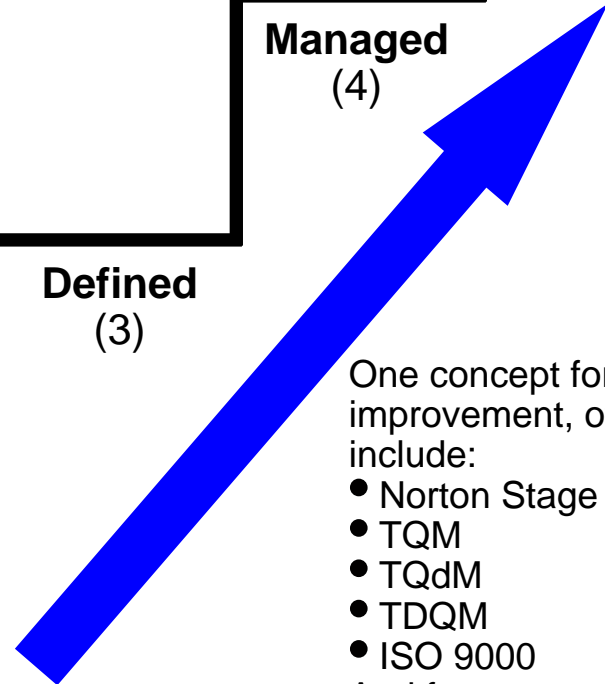 Managed
(4)
Defined
(3)
One concept for
improvement, o
include:
• Norton Stage
• TQM
• TQdM
• TDQM
• ISO 9000